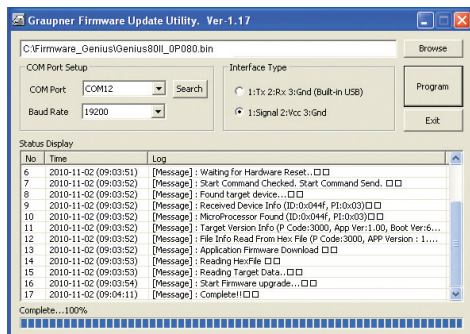 Graupner Firmware Update Utility. Ver-1.17
C:\Firmware_Genius\Genius80II_0P080.bin
Browse
COM Port Setup
COM Port COM12 Search
Baud Rate 19200
Interface Type
1:Tx 2:Rx 3:Gnd (Built-in USB)
1:Signal 2:Vcc 3:Gnd
Program
Exit
Status Display
No Time Log
6 2010-11-02 (09:03:51) [Message] : Waiting for Hardware Reset..□□
7 2010-11-02 (09:03:52) [Message] : Start Command Checked. Start Command Send. □□
8 2010-11-02 (09:03:52) [Message] : Found target device...□□
9 2010-11-02 (09:03:52) [Message] : Received Device Info (ID:0x044f, PI:0x03)□□
10 2010-11-02 (09:03:52) [Message] : MicroProcessor Found (ID:0x044f, PI:0x03)□□
11 2010-11-02 (09:03:52) [Message] : Target Version Info (P Code:3000, App Ver:1.00, Boot Ver:6...
12 2010-11-02 (09:03:52) [Message] : File Info Read From Hex File (P Code:3000, APP Version : 1....
13 2010-11-02 (09:03:52) [Message] : Application Firmware Download □□
14 2010-11-02 (09:03:53) [Message] : Reading HexFile □□
15 2010-11-02 (09:03:53) [Message] : Reading Target Data..□□
16 2010-11-02 (09:03:54) [Message] : Start Firmware upgrade...□□
17 2010-11-02 (09:04:11) [Message] : Complete!!□□
Complete...100%